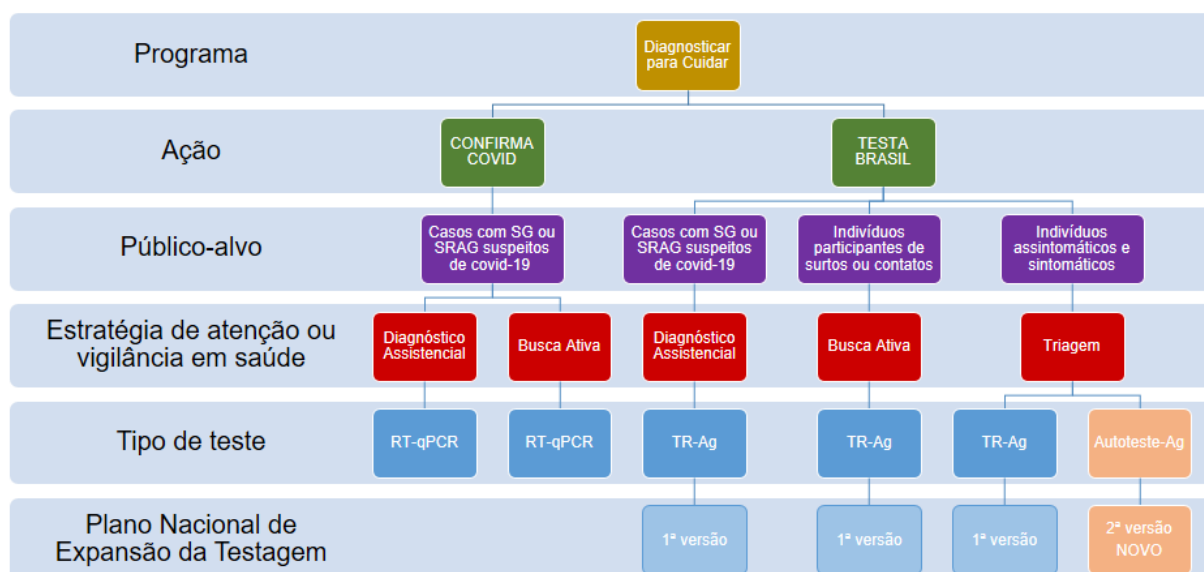 Programa
Diagnosticar
para Cuidar
Ação
CONFIRMA
COVID
TESTA
BRASIL
Público-alvo
Casos com SG ou
SRAG suspeitos
de covid-19
Casos com SG ou
SRAG suspeitos
de covid-19
Indivíduos
participantes de
surtos ou contatos
Indivíduos
assintomáticos e
sintomáticos
Estratégia de atenção ou
vigilância em saúde
Diagnóstico
Assistencial
Busca Ativa
Diagnóstico
Assistencial
Busca Ativa
Triagem
Tipo de teste
RT-qPCR
RT-qPCR
TR-Ag
TR-Ag
TR-Ag
Autoteste-Ag
Plano Nacional de
Expansão da Testagem
1ª versão
1ª versão
1ª versão
2ª versão
NOVO